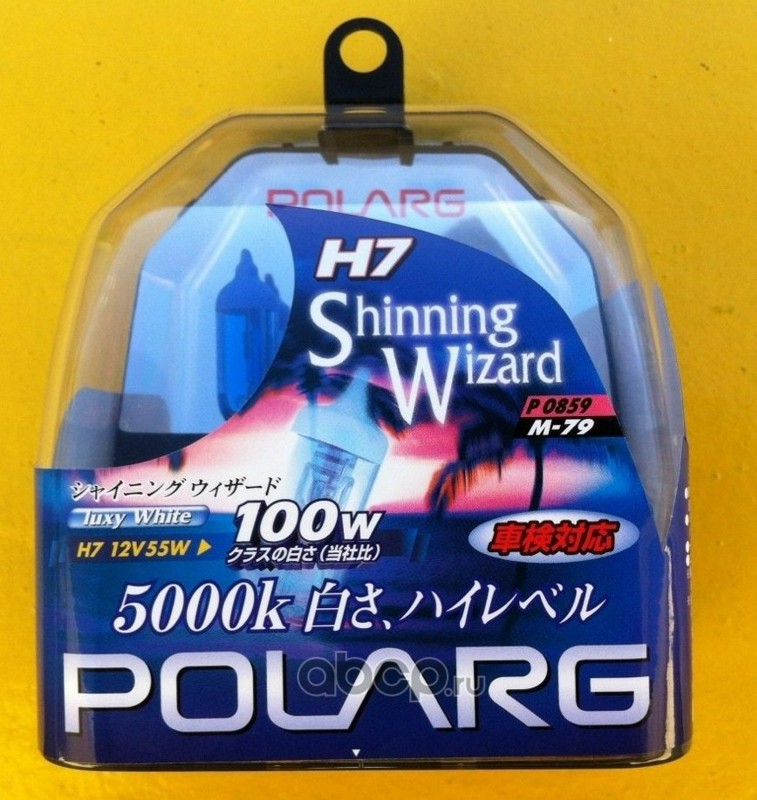 POLARG
H7
Shinning
Wizard
P 0859
M-79
シャイニング ウィザード
luxy White
100W
H7 12V55W ▶
クラスの白さ(当社比)
車検対応
5000k 白さ、ハイレベル
POLARG
abcp.ru